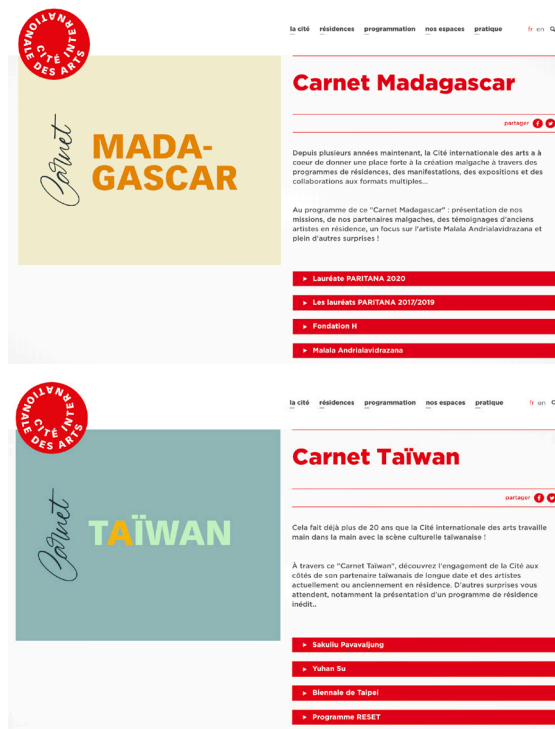 CITÉ INTERNATIONALE DES ARTS
la cité résidences programmation nos espaces pratique fr en
Carnet
MADA-
GASCAR
Carnet Madagascar
partager
Depuis plusieurs années maintenant, la Cité internationale des arts a à
coeur de donner une place forte à la création malgache à travers des
programmes de résidences, des manifestations, des expositions et des
collaborations aux formats multiples...
Au programme de ce "Carnet Madagascar" : présentation de nos
missions, de nos partenaires malgaches, des témoignages d'anciens
artistes en résidence, un focus sur l'artiste Malala Andrialavidrazana et
plein d'autres surprises !
► Lauréate PARITANA 2020
► Les lauréats PARITANA 2017/2019
► Fondation H
► Malala Andrialavidrazana
CITÉ INTERNATIONALE DES ARTS
la cité résidences programmation nos espaces pratique fr en
Carnet
TAÏWAN
Carnet Taïwan
partager
Cela fait déjà plus de 20 ans que la Cité internationale des arts travaille
main dans la main avec la scène culturelle taïwanaise !
À travers ce "Carnet Taïwan", découvrez l'engagement de la Cité aux
côtés de son partenaire taïwanais de longue date et des artistes
actuellement ou anciennement en résidence. D'autres surprises vous
attendent, notamment la présentation d'un programme de résidence
inédit..
► Sakuliu Pavavaljung
► Yuhan Su
► Biennale de Taipei
► Programme RESET